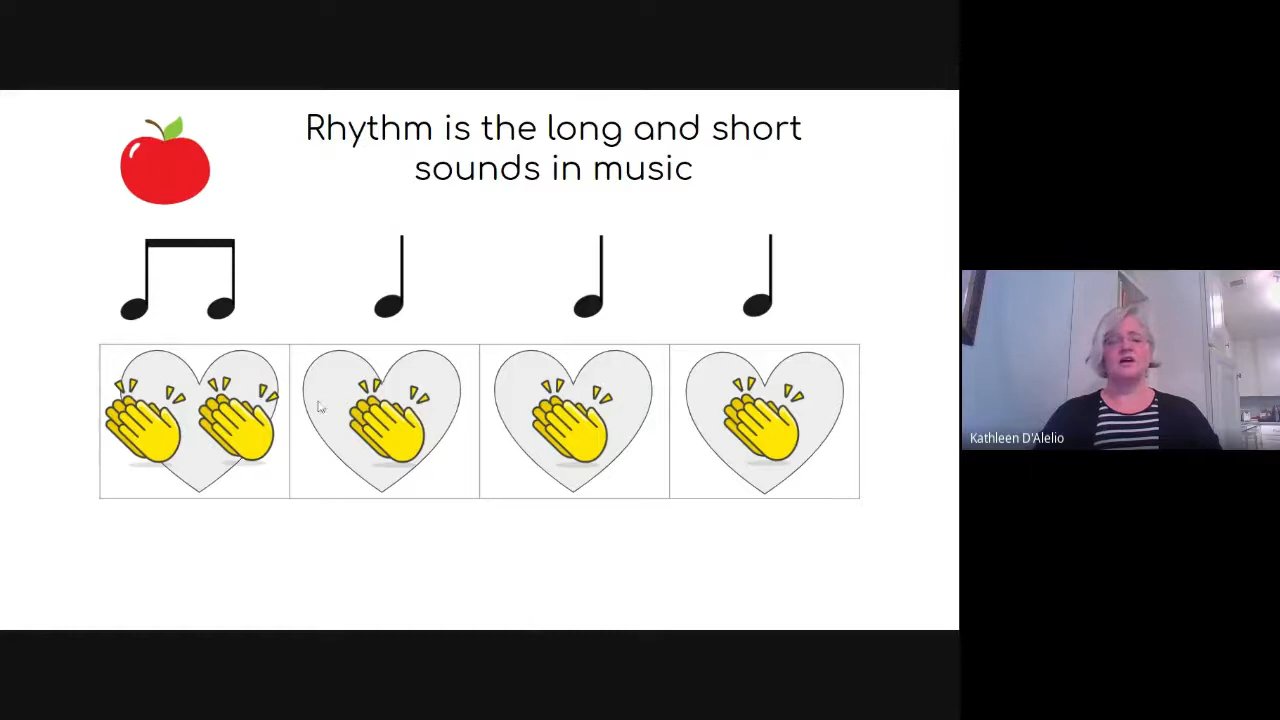 Rhythm is the long and short
sounds in music
Kathleen D'Alelio